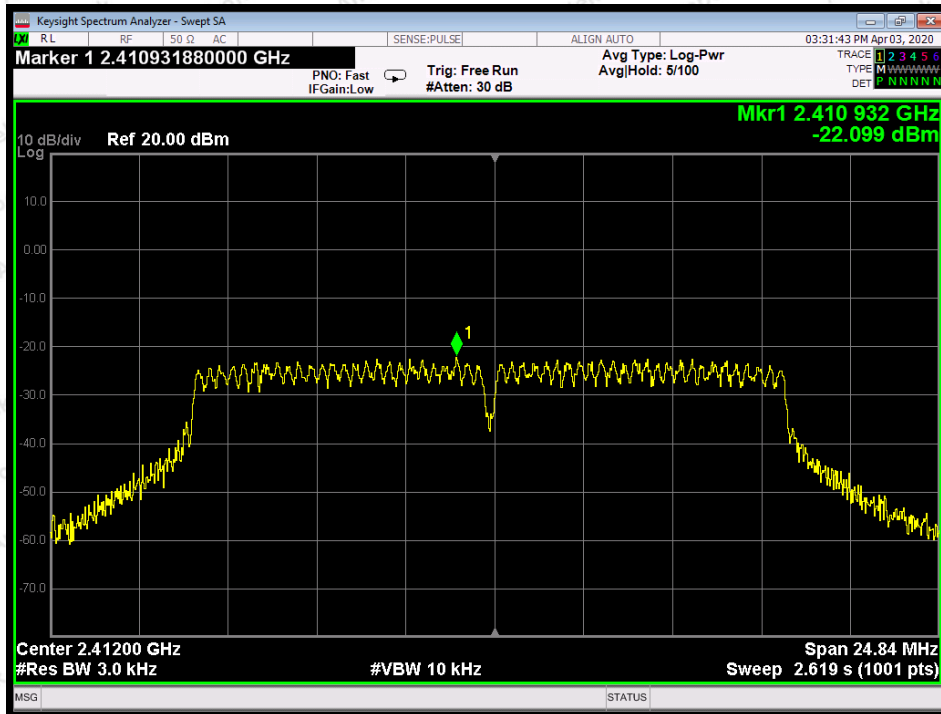 Keysight Spectrum Analyzer - Swept SA
LXI RL RF 50 Ω AC SENSE:PULSE ALIGN AUTO 03:31:43 PM Apr 03, 2020
Marker 1 2.410931880000 GHz Avg Type: Log-Pwr TRACE 1 2 3 4 5 6
PNO: Fast Trig: Free Run Avg|Hold: 5/100 TYPE M WWWWW
IFGain:Low #Atten: 30 dB DET P N N N N N
Mkr1 2.410 932 GHz
10 dB/div Ref 20.00 dBm -22.099 dBm
Log
10.0
0.00
-10.0
1
-20.0
-30.0
-40.0
-50.0
-60.0
-70.0
Center 2.41200 GHz Span 24.84 MHz
#Res BW 3.0 kHz #VBW 10 kHz Sweep 2.619 s (1001 pts)
MSG STATUS